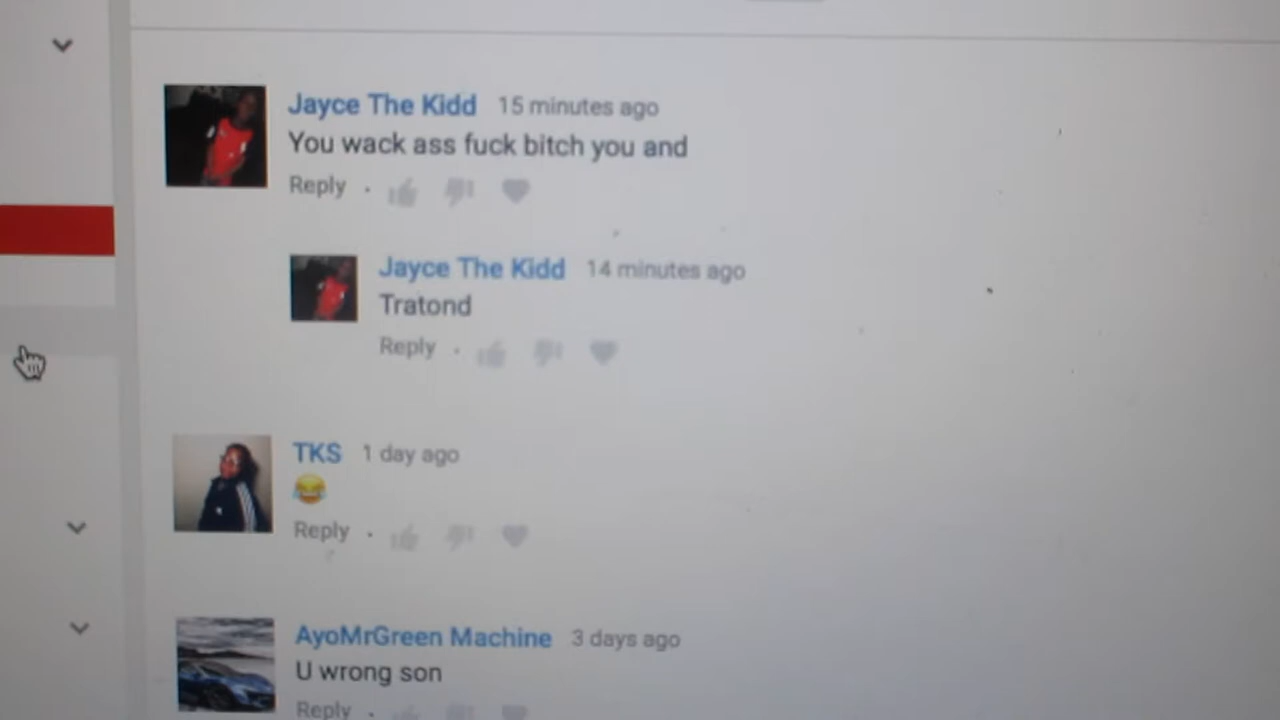 Jayce The Kidd 15 minutes ago
You wack ass fuck bitch you and
Reply
Jayce The Kidd 14 minutes ago
Tratond
Reply
TKS 1 day ago
😂
Reply
AyoMrGreen Machine 3 days ago
U wrong son
Reply